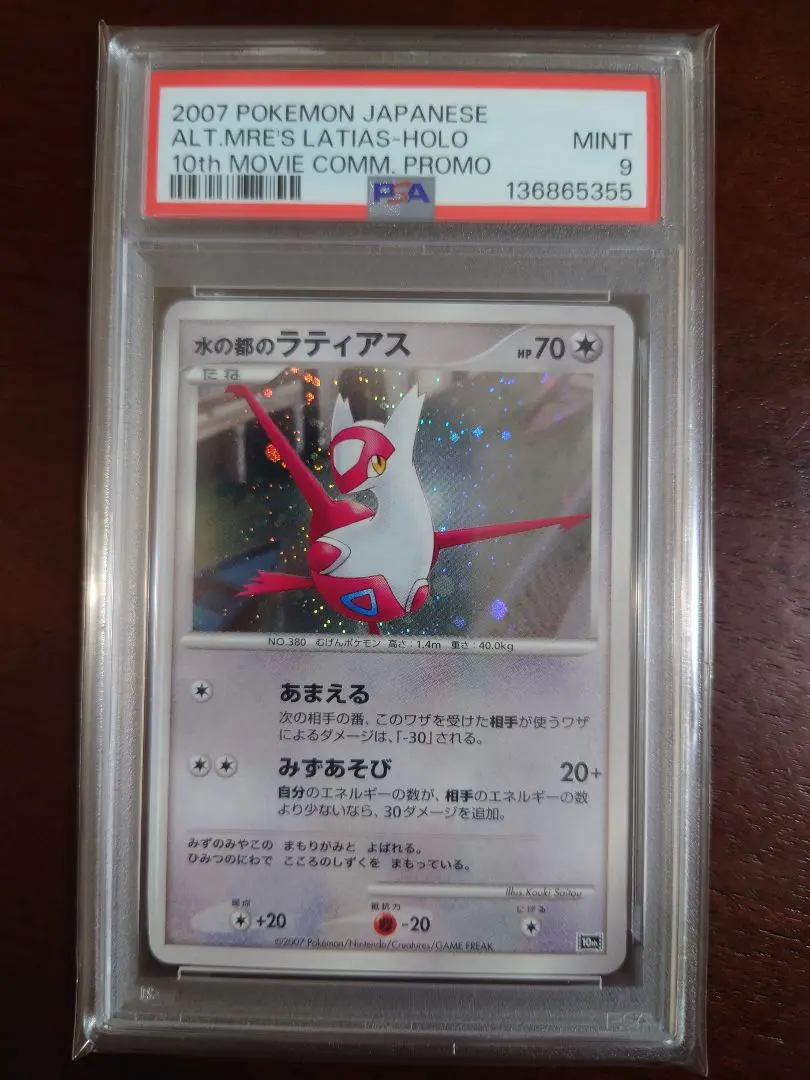 2007 POKEMON JAPANESE
ALT.MRE'S LATIAS-HOLO MINT
10th MOVIE COMM. PROMO 9
PSA 136865355
水の都のラティアス HP70
たね
NO.380 むげんポケモン 高さ:1.4m 重さ:40.0kg
あまえる
次の相手の番、このワザを受けた相手が使うワザ
によるダメージは、「-30」される。
みずあそび 20+
自分のエネルギーの数が、相手のエネルギーの数
より少ないなら、30ダメージを追加。
みずのみやこの まもりがみと よばれる。
ひみつのにわで こころのしずくを まもっている。
illus.Kouki Saitou
弱点 抵抗力 にげる
+20 -20
©2007 Pokémon/Nintendo/Creatures/GAME FREAK
10th